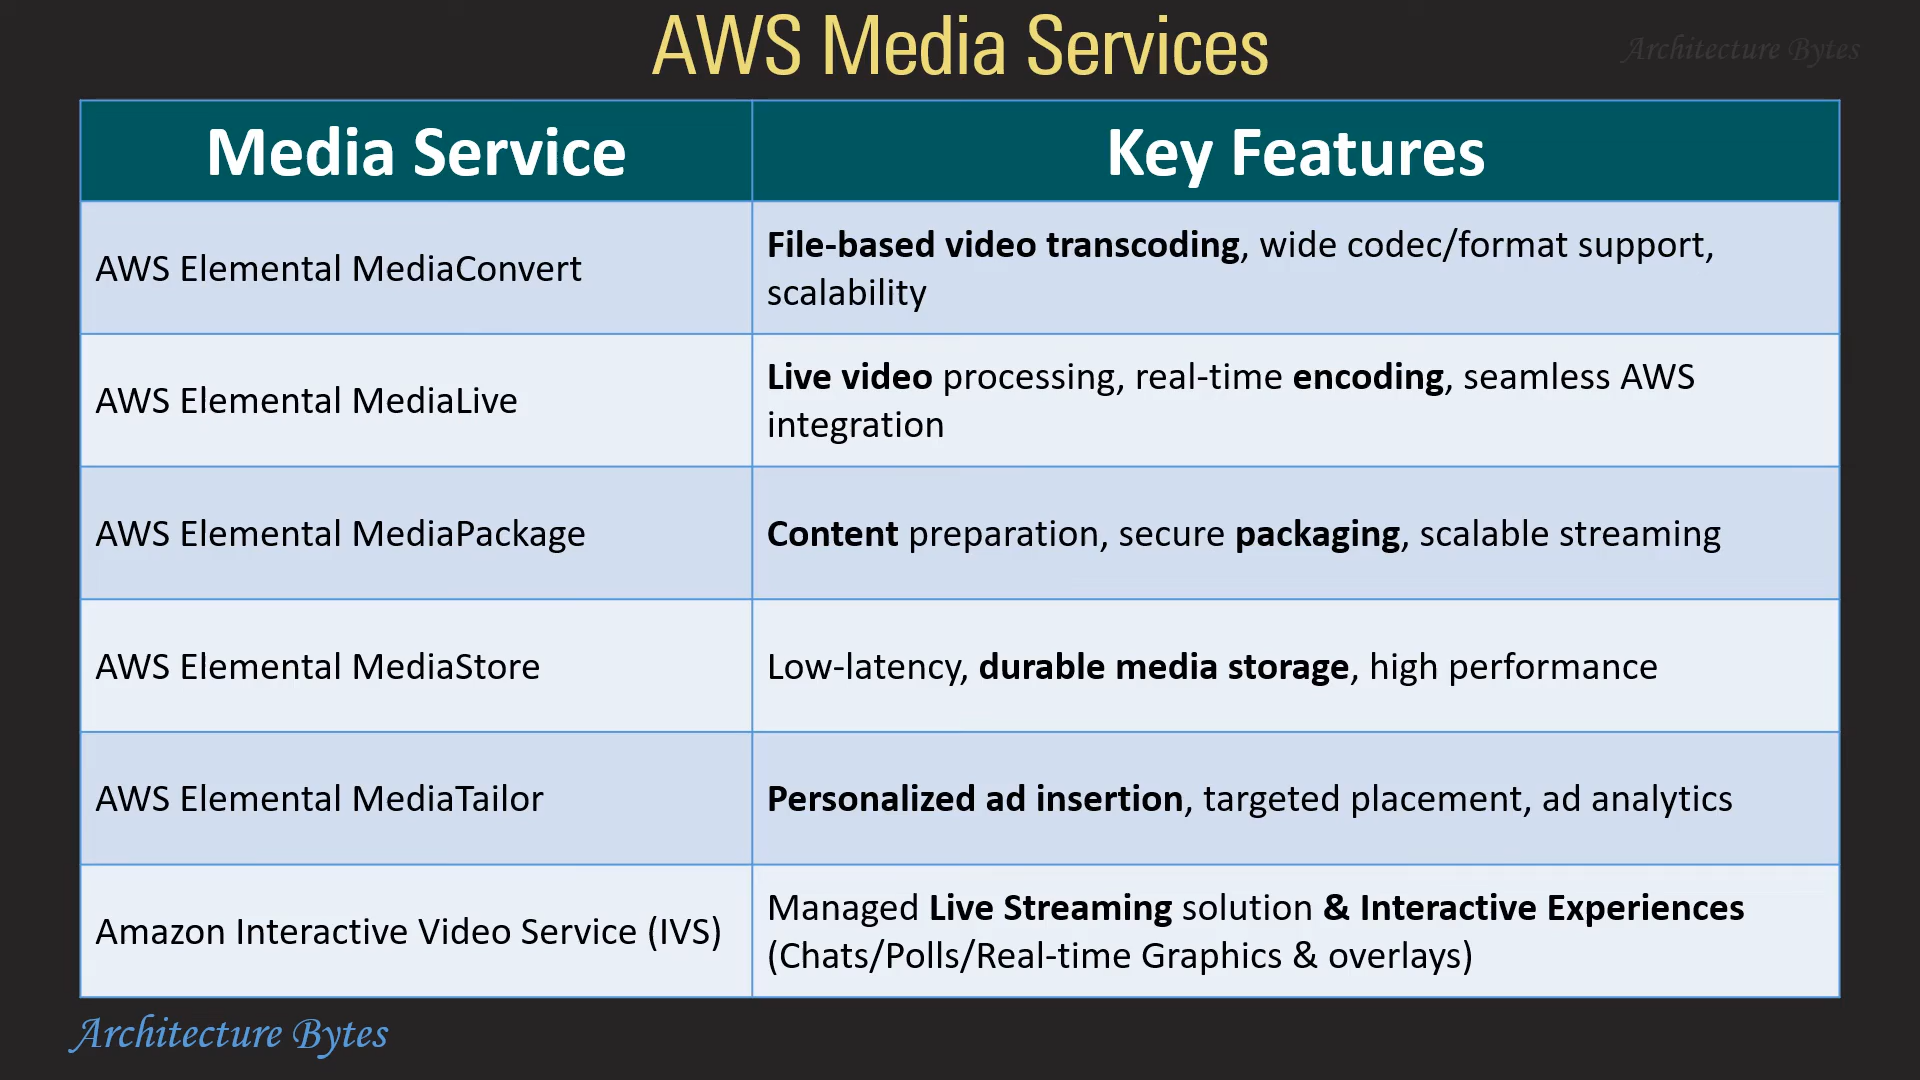 AWS Media Services
Architecture Bytes
Media Service
Key Features
AWS Elemental MediaConvert
File-based video transcoding, wide codec/format support,
scalability
AWS Elemental MediaLive
Live video processing, real-time encoding, seamless AWS
integration
AWS Elemental MediaPackage
Content preparation, secure packaging, scalable streaming
AWS Elemental MediaStore
Low-latency, durable media storage, high performance
AWS Elemental MediaTailor
Personalized ad insertion, targeted placement, ad analytics
Amazon Interactive Video Service (IVS)
Managed Live Streaming solution & Interactive Experiences
(Chats/Polls/Real-time Graphics & overlays)
Architecture Bytes